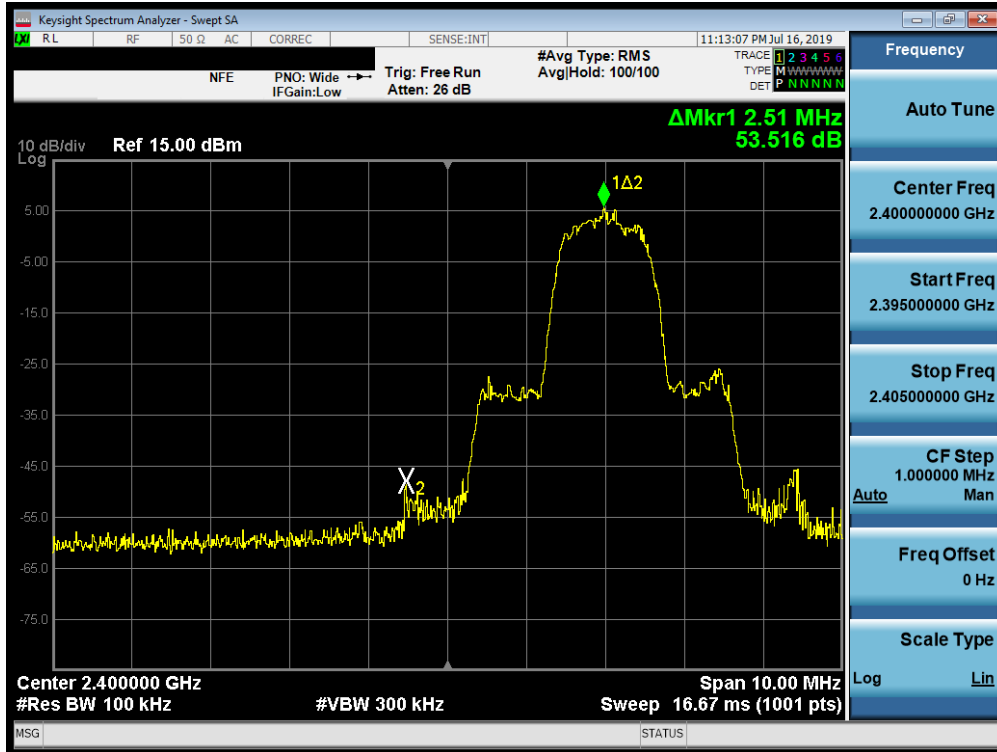 Keysight Spectrum Analyzer - Swept SA
LXI RL RF 50 Ω AC CORREC SENSE:INT 11:13:07 PM Jul 16, 2019
NFE PNO: Wide Trig: Free Run #Avg Type: RMS TRACE 1 2 3 4 5 6
IFGain:Low Atten: 26 dB Avg|Hold: 100/100 TYPE M WWWWW
DET P N N N N N
ΔMkr1 2.51 MHz
53.516 dB
10 dB/div Ref 15.00 dBm
Log
1Δ2
5.00
-5.00
-15.0
-25.0
-35.0
-45.0
X2
-55.0
-65.0
-75.0
Center 2.400000 GHz Span 10.00 MHz
#Res BW 100 kHz #VBW 300 kHz Sweep 16.67 ms (1001 pts)
MSG STATUS
Frequency
Auto Tune
Center Freq
2.400000000 GHz
Start Freq
2.395000000 GHz
Stop Freq
2.405000000 GHz
CF Step
1.000000 MHz
Auto Man
Freq Offset
0 Hz
Scale Type
Log Lin